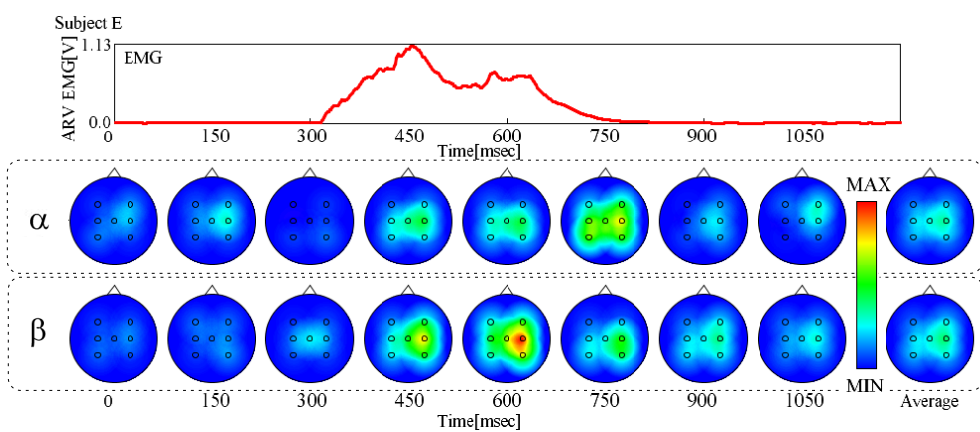 Subject E
1.13
EMG
ARV EMG[V]
0.0
0 150 300 450 600 750 900 1050
Time[msec]
MAX
α
β
MIN
0 150 300 450 600 750 900 1050 Average
Time[msec]